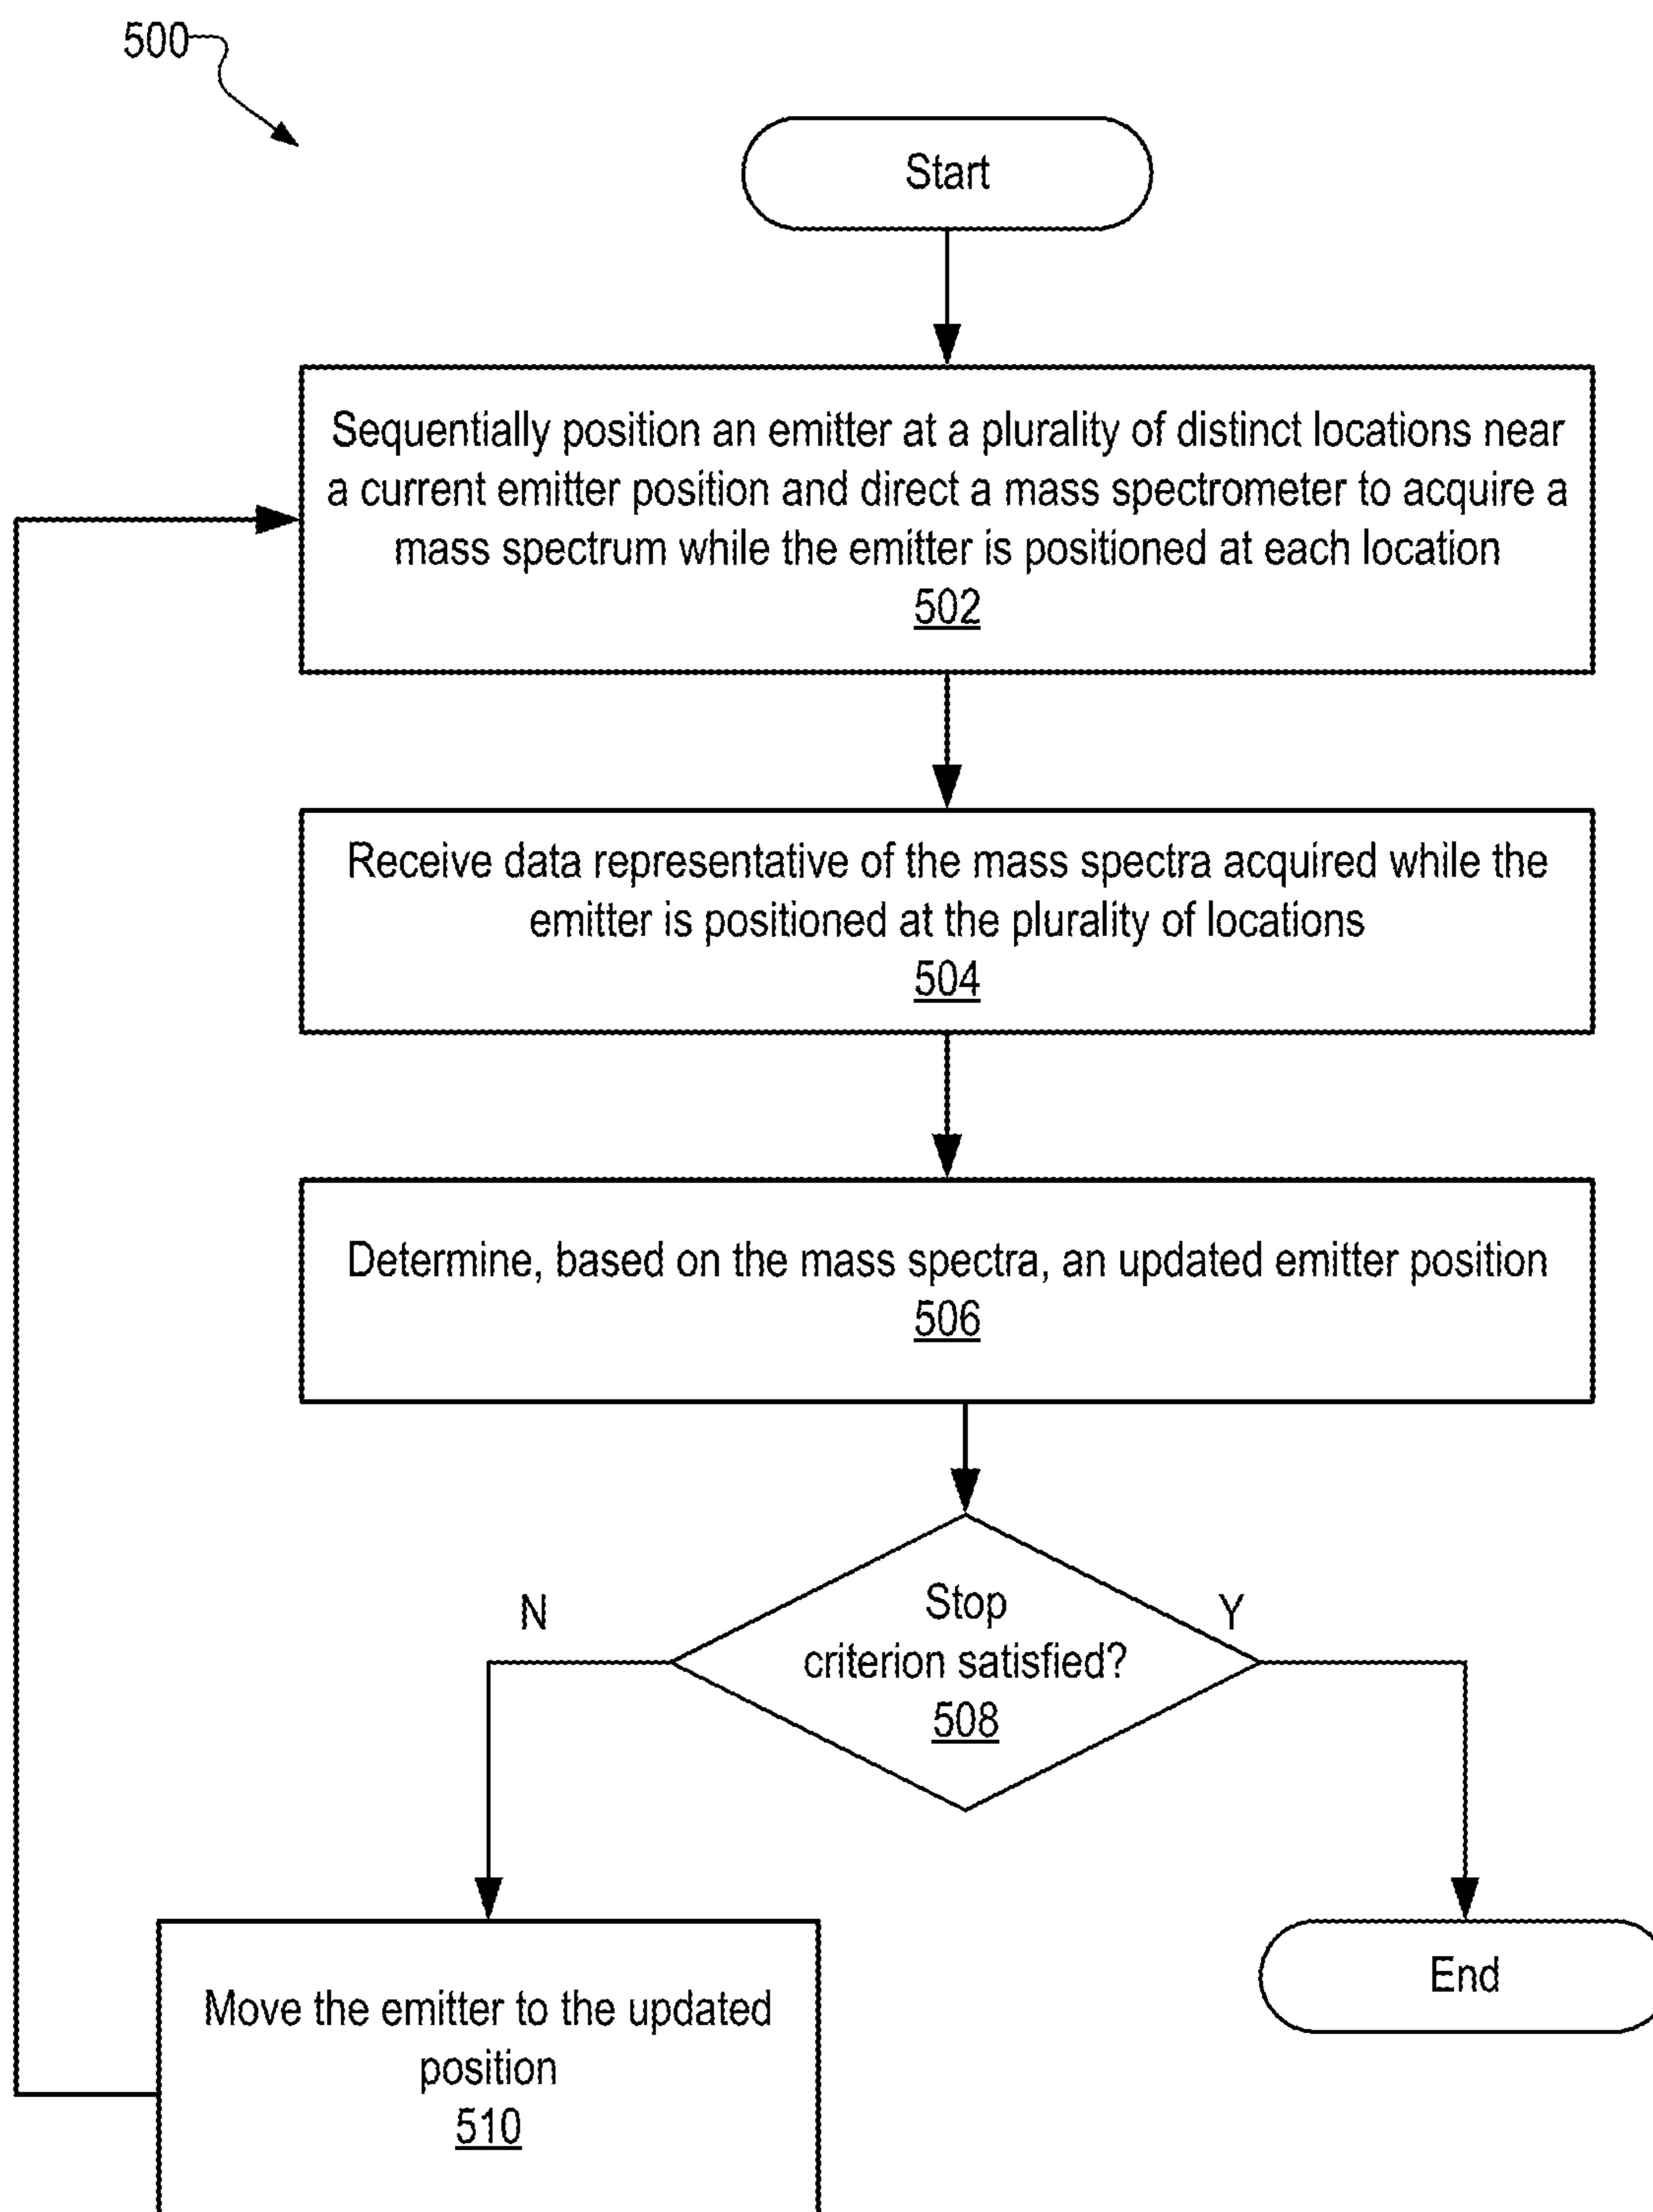 500
Start
Sequentially position an emitter at a plurality of distinct locations near
a current emitter position and direct a mass spectrometer to acquire a
mass spectrum while the emitter is positioned at each location
502
Receive data representative of the mass spectra acquired while the
emitter is positioned at the plurality of locations
504
Determine, based on the mass spectra, an updated emitter position
506
Stop
criterion satisfied?
508
N
Y
Move the emitter to the updated
position
510
End